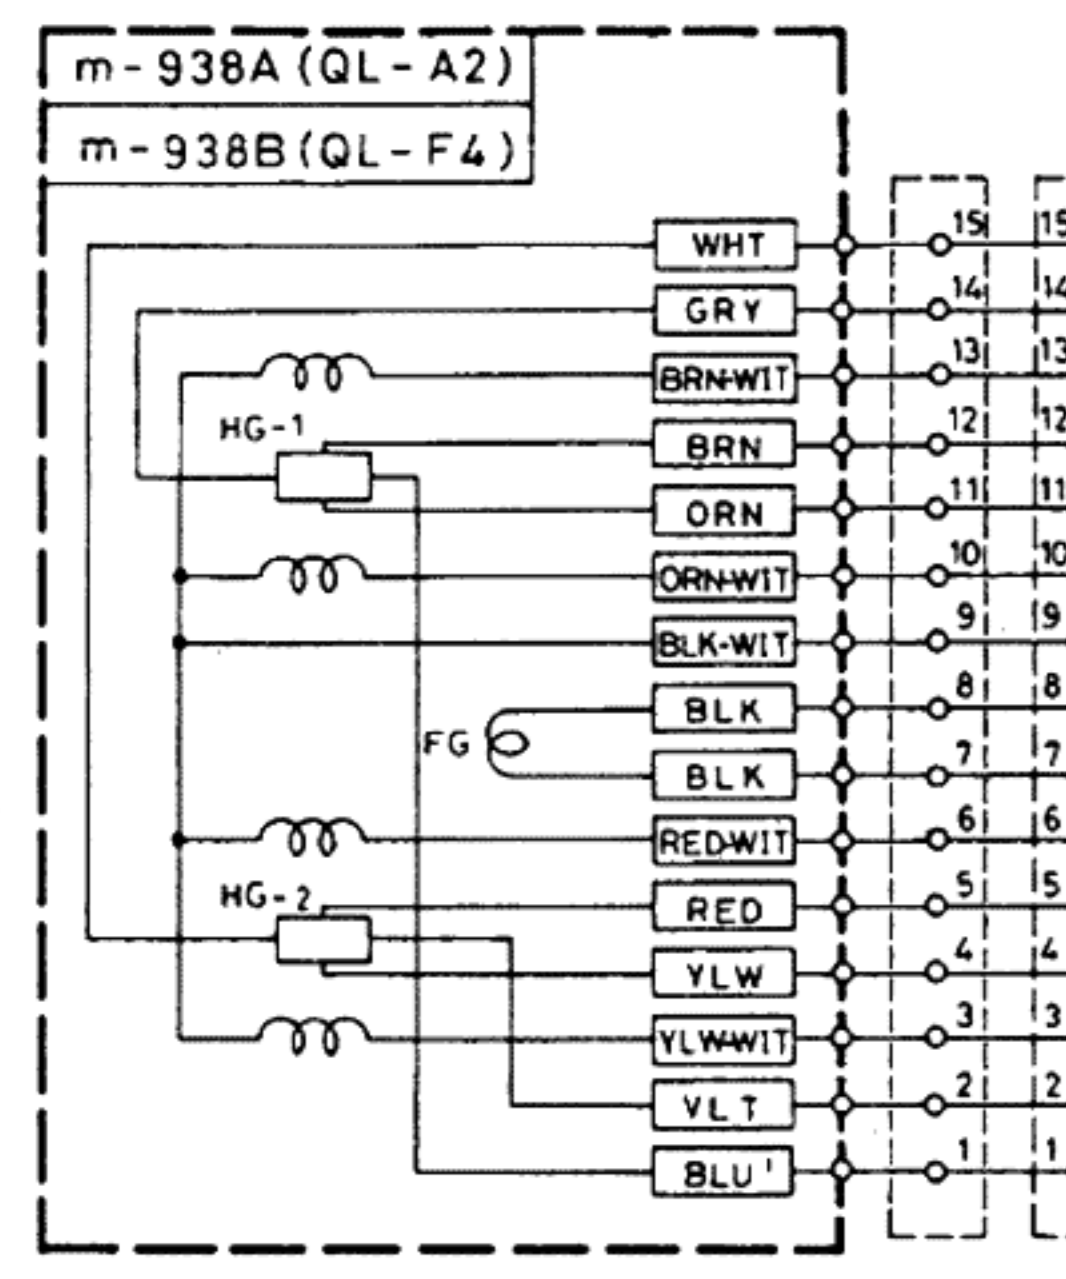 m-938A (QL-A2)
m-938B (QL-F4)
WHT 15 15
GRY 14 14
BRN-WIT 13 13
HG-1
BRN 12 12
ORN 11 11
ORN-WIT 10 10
BLK-WIT 9 9
BLK 8 8
FG
BLK 7 7
RED-WIT 6 6
HG-2
RED 5 5
YLW 4 4
YLW-WIT 3 3
VLT 2 2
BLU 1 1